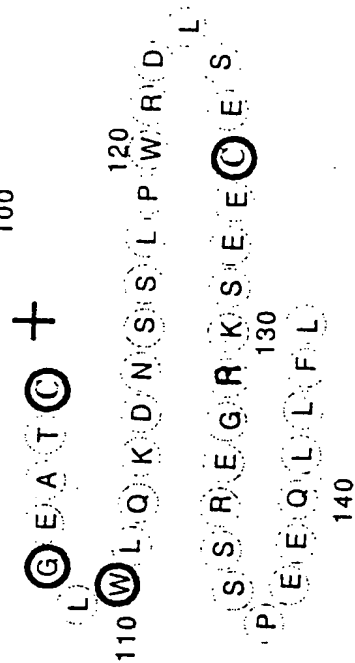 100
G E A T C +
L
120
110 W L Q K D N S S L P W R D L
S S R E G R K S E E C E S
130
P E E Q L L F L
140